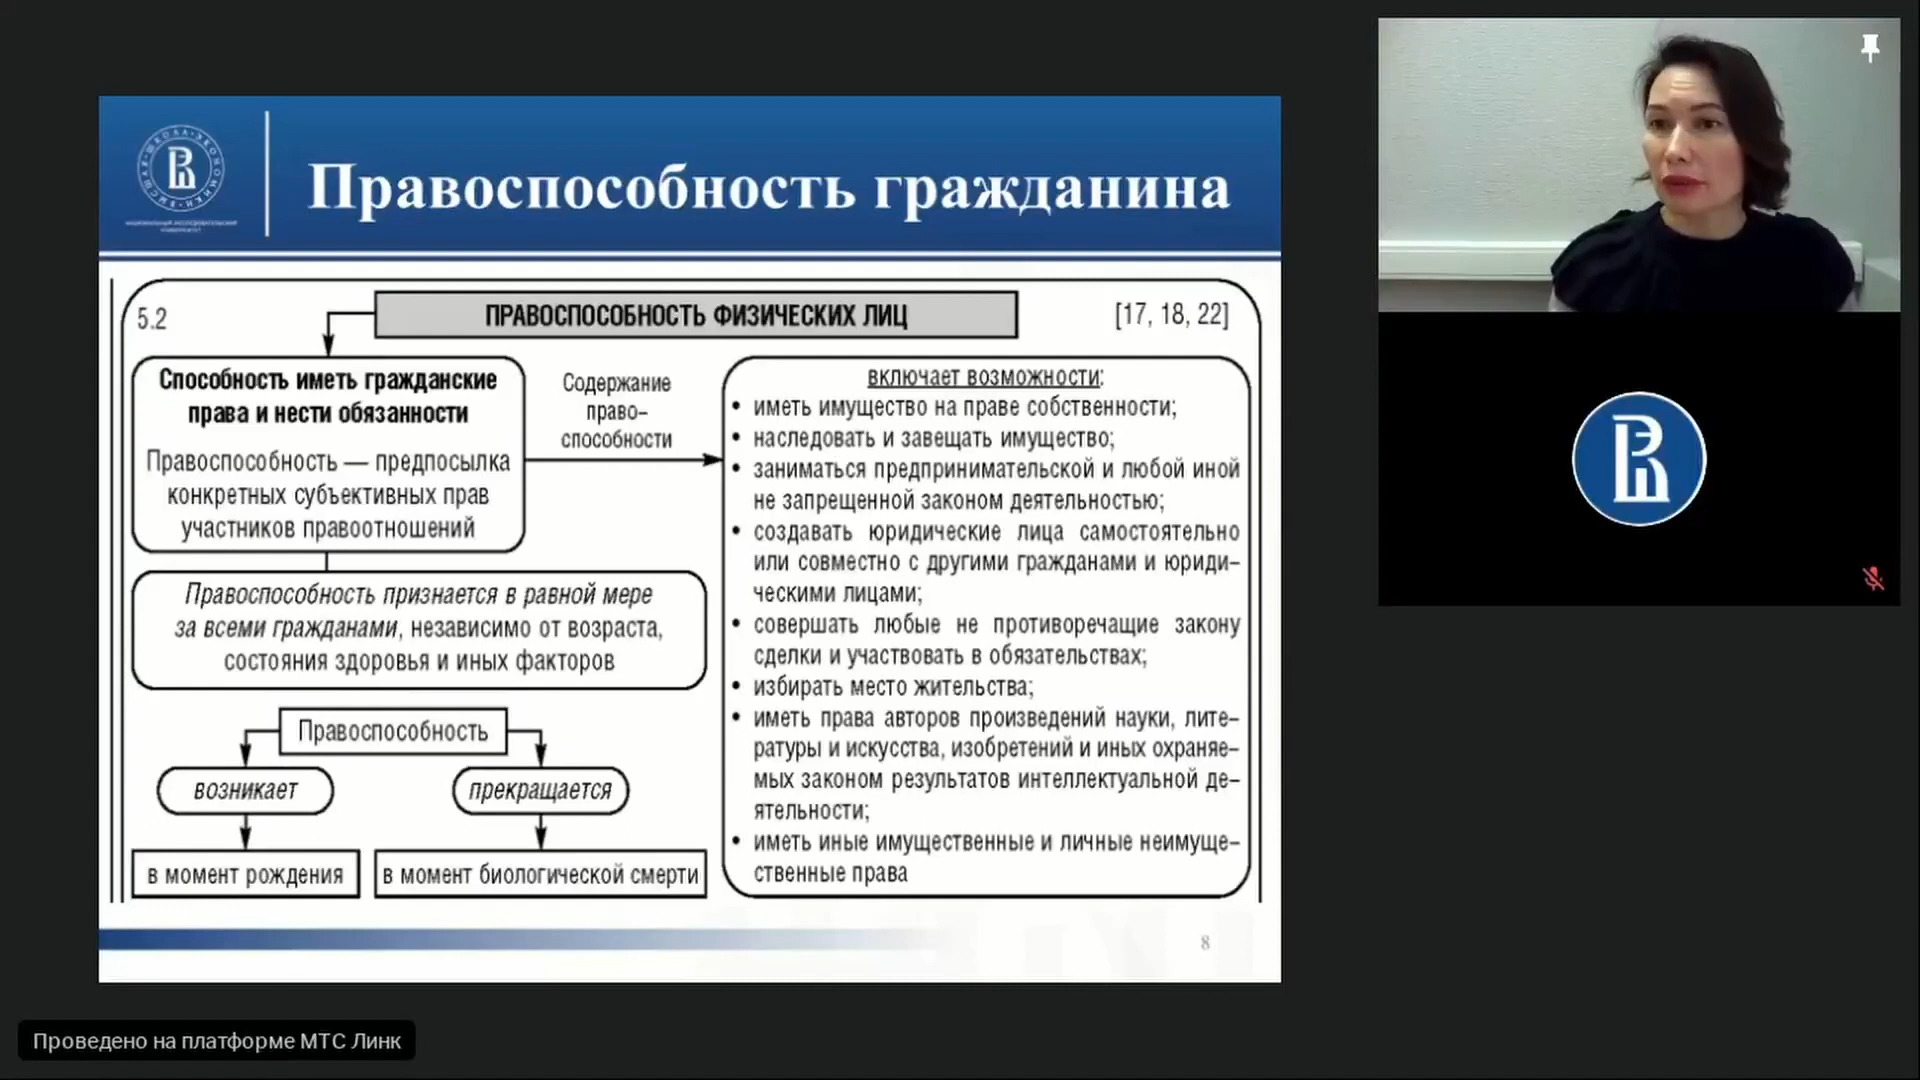 Правоспособность гражданина
ВЫСШАЯ ШКОЛА ЭКОНОМИКИ
НАЦИОНАЛЬНЫЙ ИССЛЕДОВАТЕЛЬСКИЙ
УНИВЕРСИТЕТ
5.2
ПРАВОСПОСОБНОСТЬ ФИЗИЧЕСКИХ ЛИЦ
[17, 18, 22]
Способность иметь гражданские
права и нести обязанности
Правоспособность — предпосылка
конкретных субъективных прав
участников правоотношений
Содержание
право-
способности
Правоспособность признается в равной мере
за всеми гражданами, независимо от возраста,
состояния здоровья и иных факторов
Правоспособность
возникает
прекращается
в момент рождения
в момент биологической смерти
включает возможности:
• иметь имущество на праве собственности;
• наследовать и завещать имущество;
• заниматься предпринимательской и любой иной
не запрещенной законом деятельностью;
• создавать юридические лица самостоятельно
или совместно с другими гражданами и юриди-
ческими лицами;
• совершать любые не противоречащие закону
сделки и участвовать в обязательствах;
• избирать место жительства;
• иметь права авторов произведений науки, лите-
ратуры и искусства, изобретений и иных охраняе-
мых законом результатов интеллектуальной де-
ятельности;
• иметь иные имущественные и личные неимуще-
ственные права
8
Проведено на платформе МТС Линк